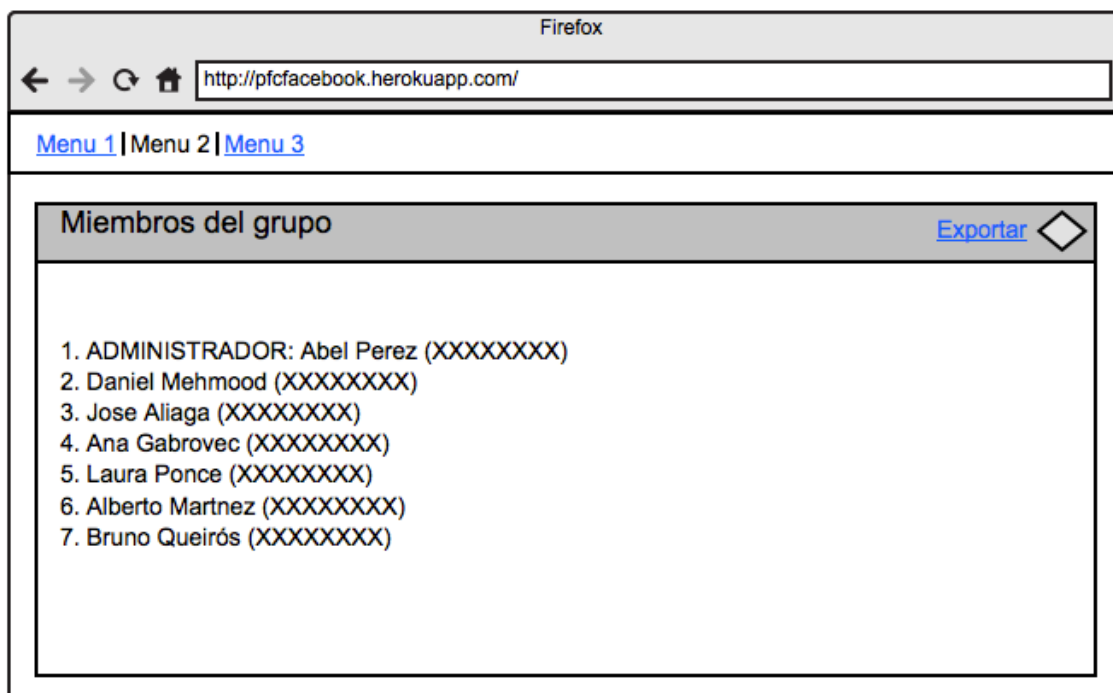 Firefox
http://pfcfacebook.herokuapp.com/
Menu 1 | Menu 2 | Menu 3
Miembros del grupo
Exportar
1. ADMINISTRADOR: Abel Perez (XXXXXXXX)
2. Daniel Mehmood (XXXXXXXX)
3. Jose Aliaga (XXXXXXXX)
4. Ana Gabrovec (XXXXXXXX)
5. Laura Ponce (XXXXXXXX)
6. Alberto Martnez (XXXXXXXX)
7. Bruno Queirós (XXXXXXXX)